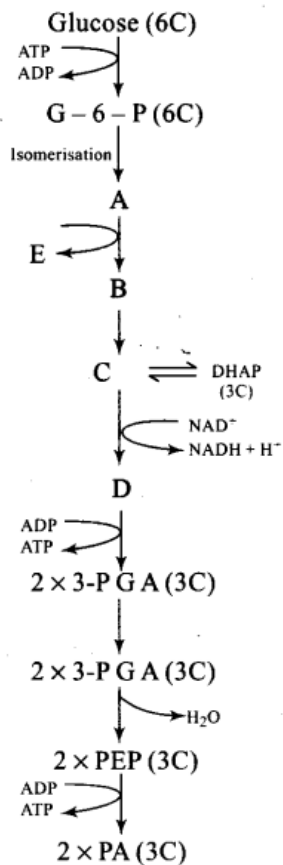 Glucose (6C)
ATP
ADP
G – 6 – P (6C)
Isomerisation
A
E
B
C
DHAP
(3C)
NAD⁺
NADH + H⁺
D
ADP
ATP
2 × 3-P G A (3C)
2 × 3-P G A (3C)
H₂O
2 × PEP (3C)
ADP
ATP
2 × PA (3C)